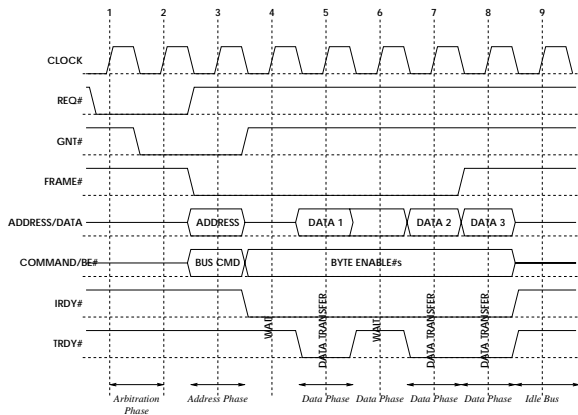 1 2 3 4 5 6 7 8 9
CLOCK
REQ#
GNT#
FRAME#
ADDRESS/DATA ADDRESS DATA 1 DATA 2 DATA 3
COMMAND/BE# BUS CMD BYTE ENABLE#s
IRDY#
TRDY#
WAIT
DATA TRANSFER
WAIT
DATA TRANSFER
DATA TRANSFER
Arbitration Phase
Address Phase
Data Phase
Data Phase
Data Phase
Data Phase
Idle Bus